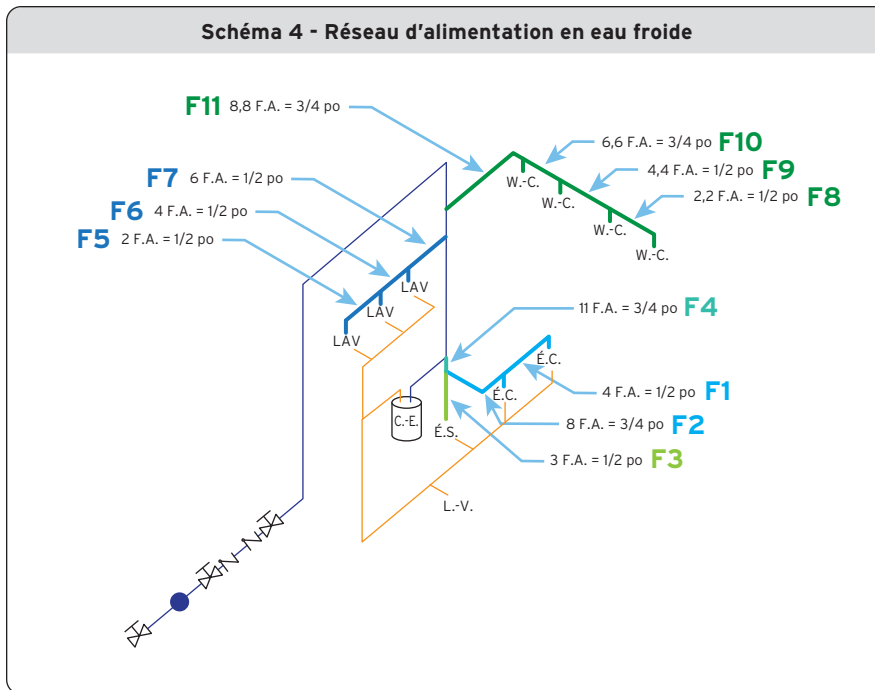 Schéma 4 - Réseau d'alimentation en eau froide
F11 8,8 F.A. = 3/4 po
6,6 F.A. = 3/4 po F10
F7 6 F.A. = 1/2 po
4,4 F.A. = 1/2 po F9
W.-C.
F6 4 F.A. = 1/2 po
2,2 F.A. = 1/2 po F8
W.-C.
F5 2 F.A. = 1/2 po
W.-C.
W.-C.
LAV
LAV
LAV
11 F.A. = 3/4 po F4
É.C.
4 F.A. = 1/2 po F1
É.C.
C.-E.
8 F.A. = 3/4 po F2
É.S.
3 F.A. = 1/2 po F3
L.-V.